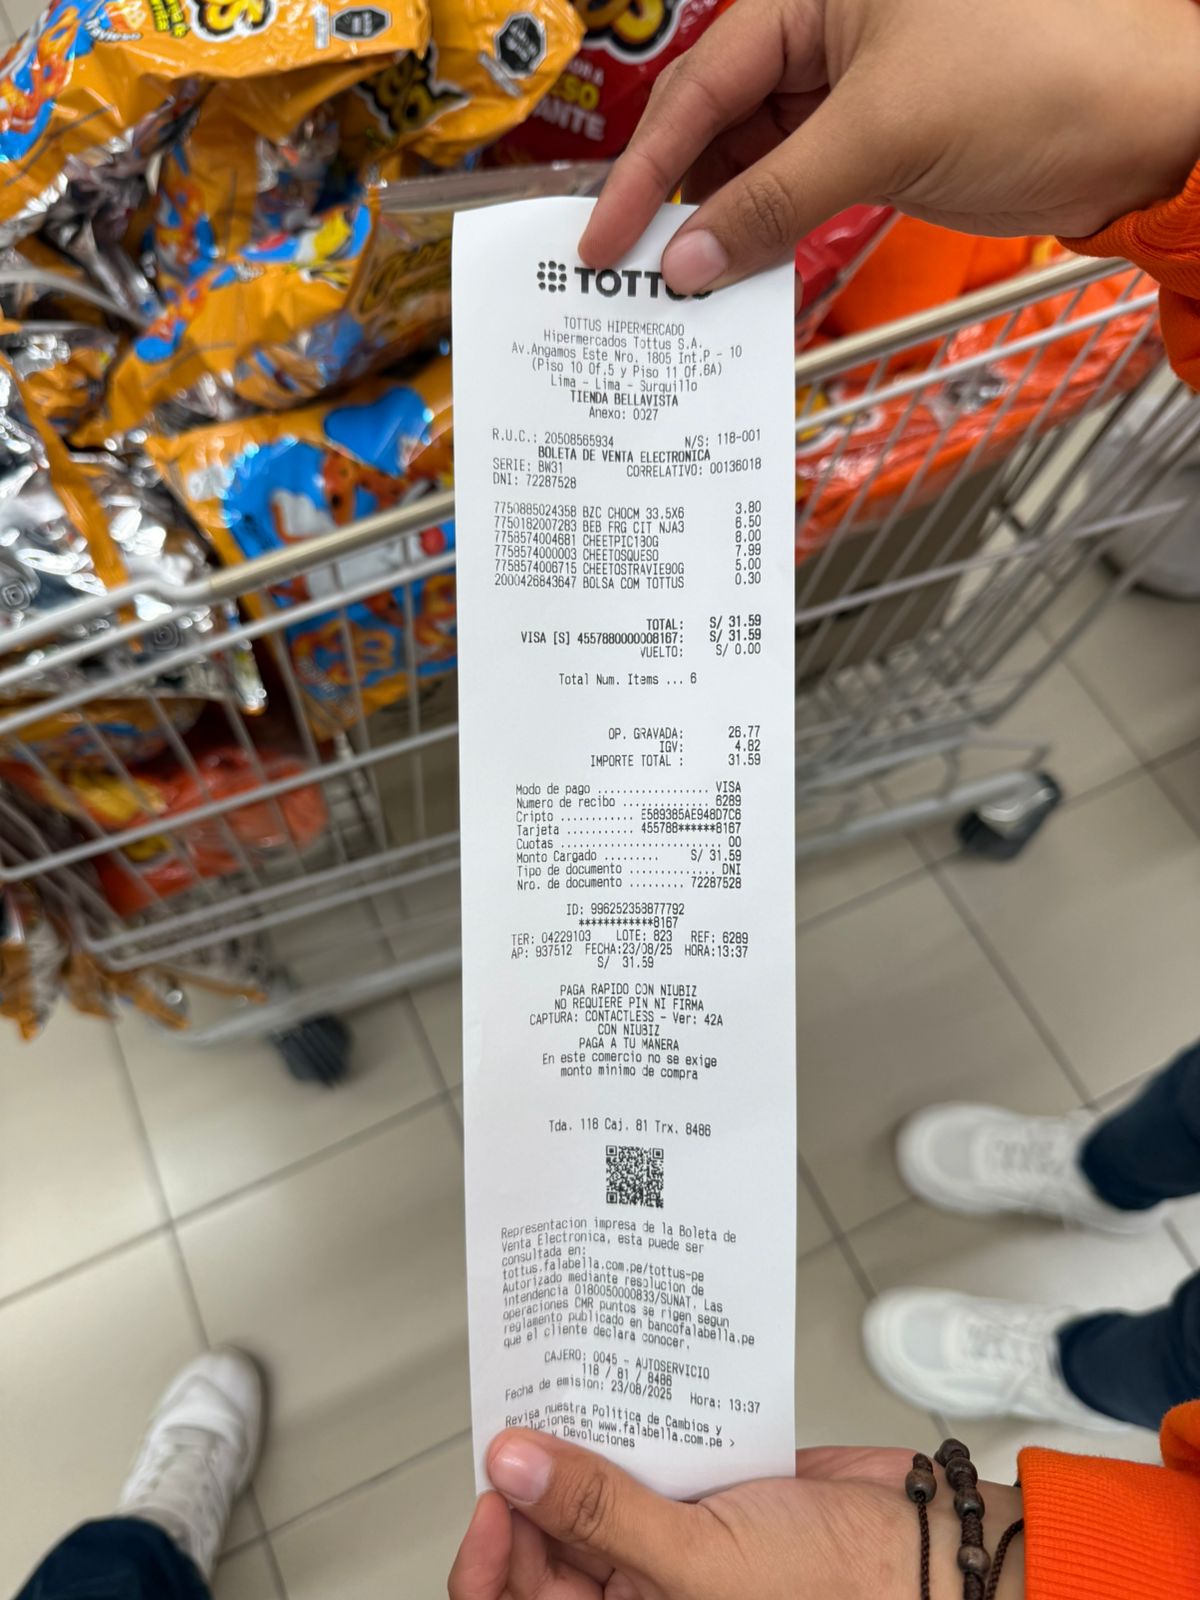 SO
ANTE
TOTTUS
TOTTUS HIPERMERCADO
Hipermercados Tottus S.A.
Av.Angamos Este Nro. 1805 Int.P - 10
(Piso 10 Of.5 y Piso 11 Of.6A)
Lima - Lima - Surquillo
TIENDA BELLAVISTA
Anexo: 0027
R.U.C.: 20508565934 N/S: 118-001
BOLETA DE VENTA ELECTRONICA
SERIE: BW31 CORRELATIVO: 00136018
DNI: 72287528
7750885024358 BZC CHOCM 33.5X6 3.80
7750182007283 BEB FRG CIT NJA3 6.50
7758574004681 CHEETPIC130G 8.00
7758574000003 CHEETOSQUESO 7.99
7758574006715 CHEETOSTRAVIE90G 5.00
2000426843647 BOLSA COM TOTTUS 0.30
TOTAL: S/ 31.59
VISA [S] 4557880000008167: S/ 31.59
VUELTO: S/ 0.00
Total Num. Items ... 6
OP. GRAVADA: 26.77
IGV: 4.82
IMPORTE TOTAL : 31.59
Modo de pago ................. VISA
Numero de recibo .............. 6289
Cripto ........... E589385AE948D7C6
Tarjeta ........... 455788******8167
Cuotas ........................ 00
Monto Cargado ......... S/ 31.59
Tipo de documento .............. DNI
Nro. de documento ......... 72287528
ID: 996252358877792
************8167
TER: 04229103 LOTE: 823 REF: 6289
AP: 937512 FECHA:23/08/25 HORA:13:37
S/ 31.59
PAGA RAPIDO CON NIUBIZ
NO REQUIERE PIN NI FIRMA
CAPTURA: CONTACTLESS - Ver: 42A
CON NIUBIZ
PAGA A TU MANERA
En este comercio no se exige
monto minimo de compra
Tda. 118 Caj. 81 Trx. 8486
Representacion impresa de la Boleta de
Venta Electronica, esta puede ser
consultada en:
tottus.falabella.com.pe/tottus-pe
Autorizado mediante resolucion de
intendencia 0180050000833/SUNAT. Las
operaciones CMR puntos se rigen segun
reglamento publicado en bancofalabella.pe
que el cliente declara conocer.
CAJERO: 0045 - AUTOSERVICIO
118 / 81 / 8486
Fecha de emision: 23/08/2025 Hora: 13:37
Revisa nuestra Politica de Cambios y
luciones en www.falabella.com.pe >
y Devoluciones